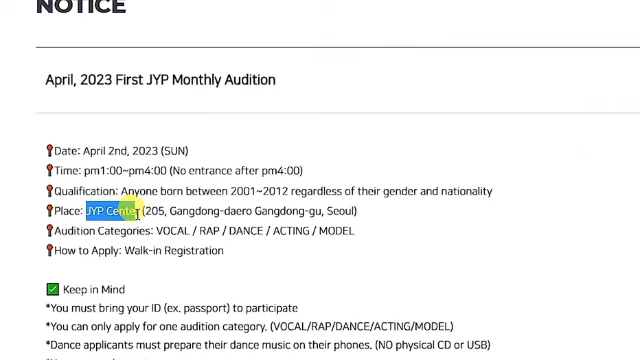 NOTICE
April, 2023 First JYP Monthly Audition
Date: April 2nd, 2023 (SUN)
Time: pm1:00~pm4:00 (No entrance after pm4:00)
Qualification: Anyone born between 2001~2012 regardless of their gender and nationality
Place: JYP Center (205, Gangdong-daero Gangdong-gu, Seoul)
Audition Categories: VOCAL / RAP / DANCE / ACTING / MODEL
How to Apply: Walk-in Registration
Keep in Mind
*You must bring your ID (ex. passport) to participate
*You can only apply for one audition category. (VOCAL/RAP/DANCE/ACTING/MODEL)
*Dance applicants must prepare their dance music on their phones. (NO physical CD or USB)